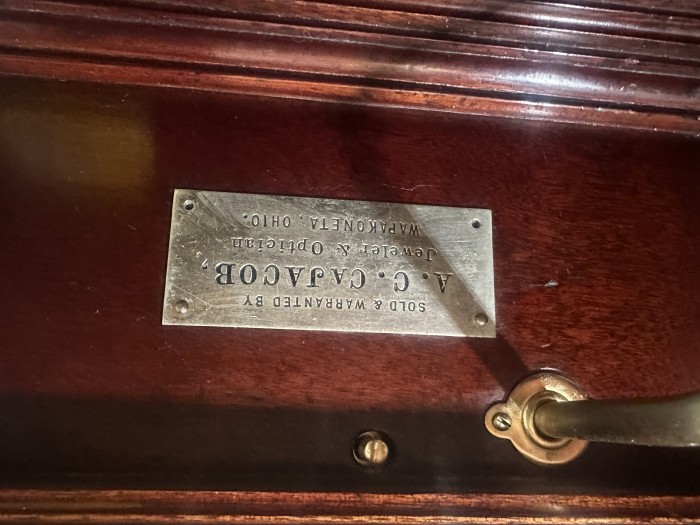 SOLD & WARRANTED BY
A. C. CAJACOB,
Jeweler & Optician
WAPAKONETA, OHIO.